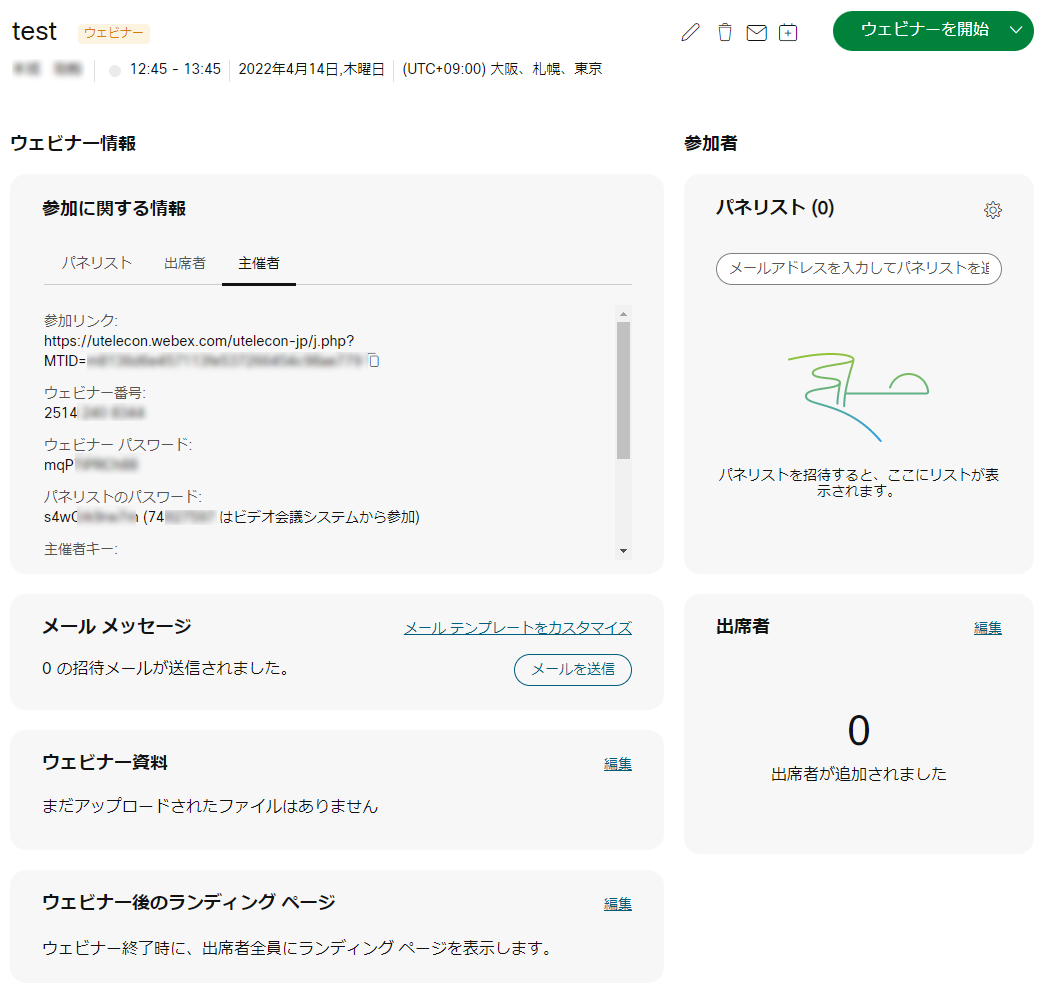 test ウェビナー ウェビナーを開始
12:45 - 13:45 2022年4月14日,木曜日 (UTC+09:00) 大阪、札幌、東京
ウェビナー情報
参加に関する情報
パネリスト 出席者 主催者
参加リンク:
https://utelecon.webex.com/utelecon-jp/j.php?
MTID=
ウェビナー番号:
2514
ウェビナー パスワード:
mqP
パネリストのパスワード:
s4w (74 はビデオ会議システムから参加)
主催者キー:
メール メッセージ メール テンプレートをカスタマイズ
0 の招待メールが送信されました。 メールを送信
ウェビナー資料 編集
まだアップロードされたファイルはありません
ウェビナー後のランディング ページ 編集
ウェビナー終了時に、出席者全員にランディング ページを表示します。
参加者
パネリスト (0)
メールアドレスを入力してパネリストを追
パネリストを招待すると、ここにリストが表
示されます。
出席者 編集
0
出席者が追加されました